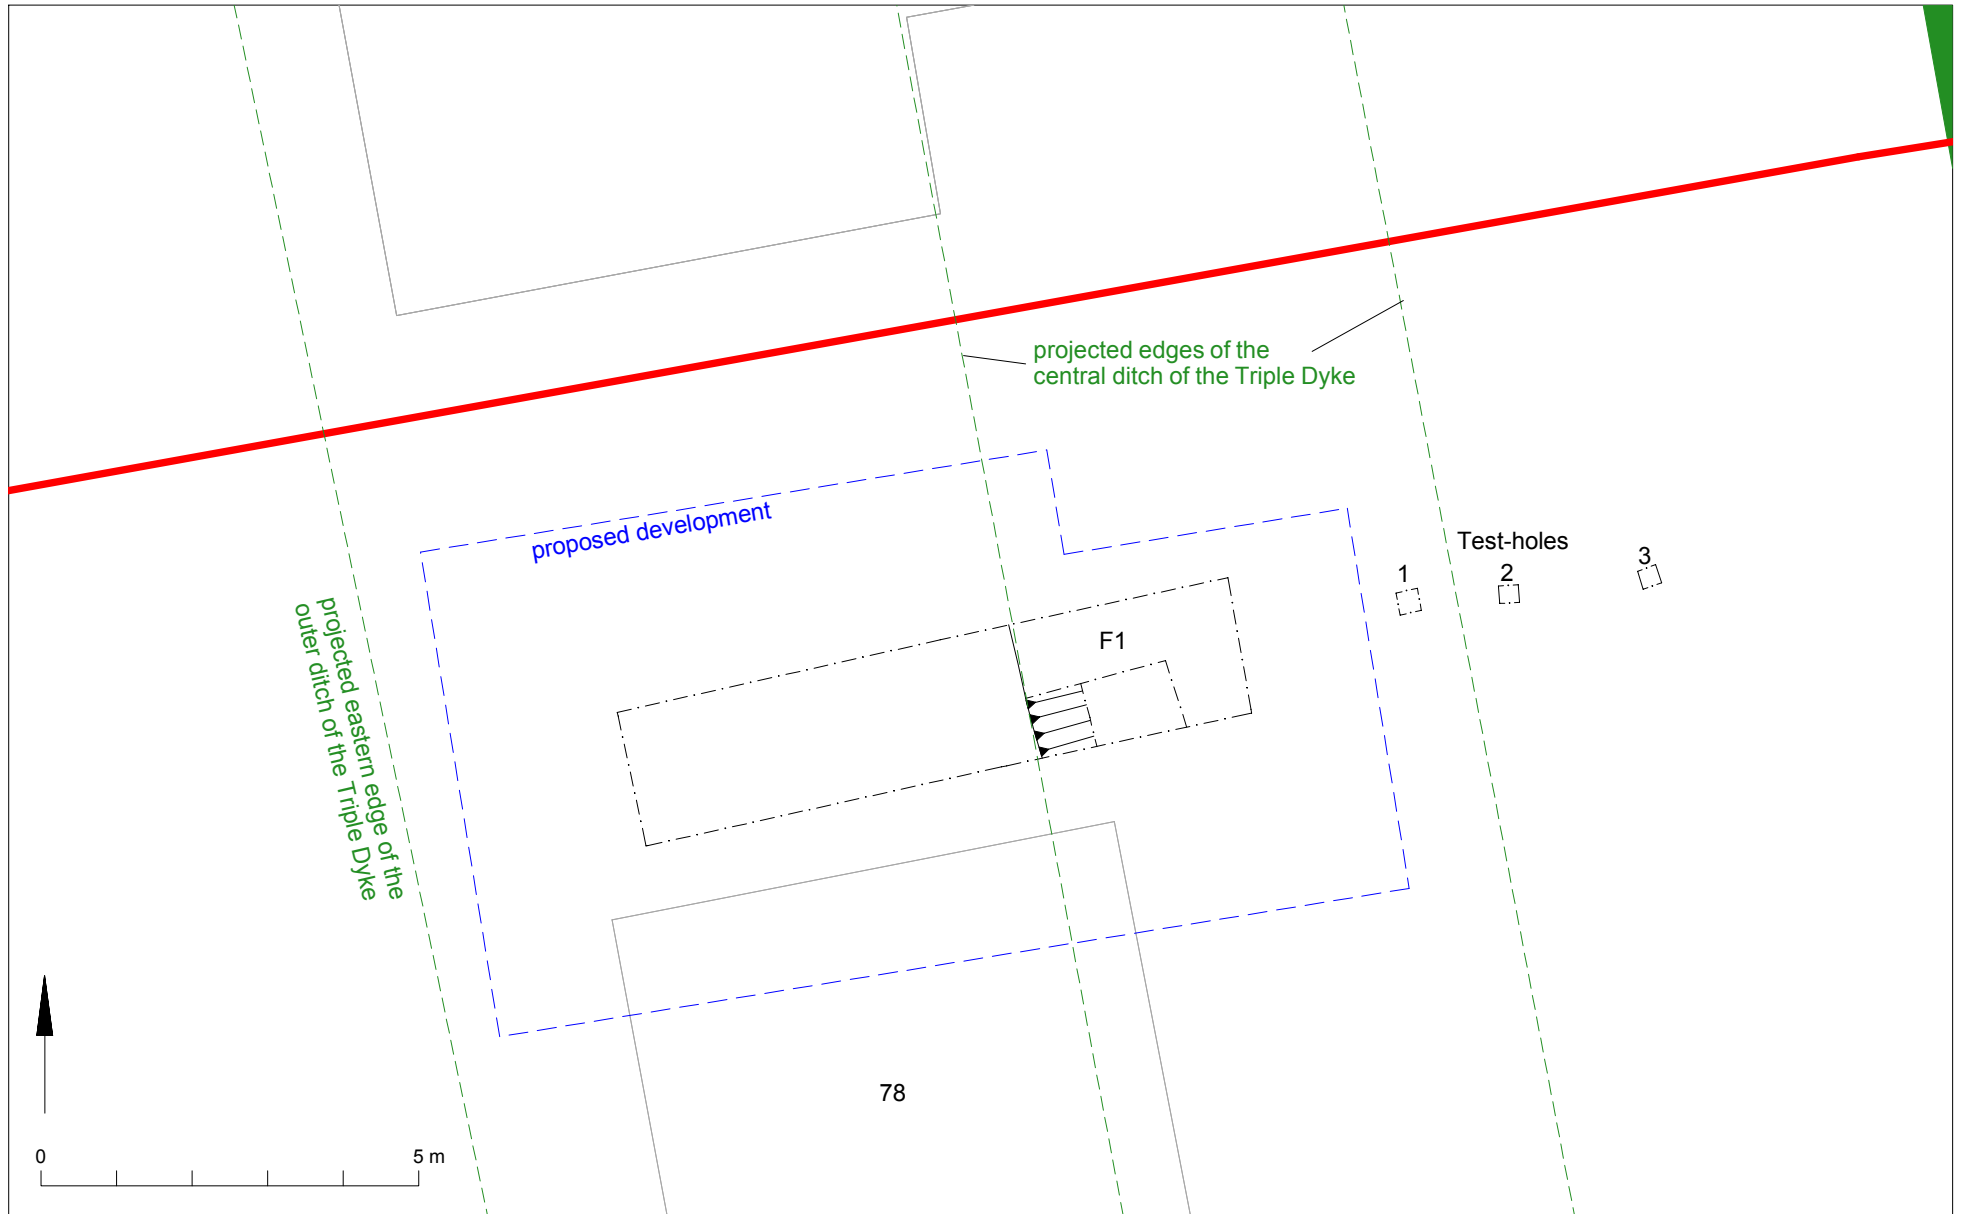 projected edges of the
central ditch of the Triple Dyke
proposed development
Test-holes
1
2
3
F1
projected eastern edge of the
outer ditch of the Triple Dyke
78
0
5 m